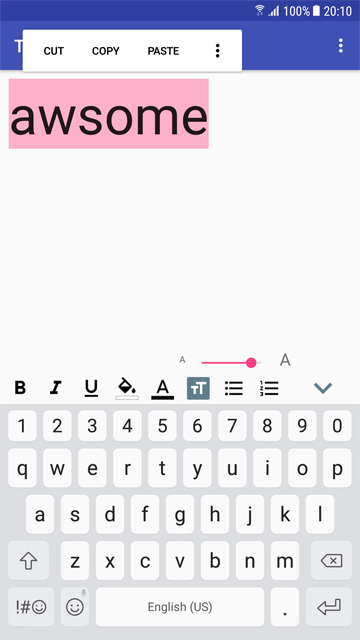 100% 20:10
T
CUT COPY PASTE
awsome
A A
B I U A TT
1 2 3 4 5 6 7 8 9 0
q w e r t y u i o p
a s d f g h j k l
z x c v b n m
!#☺ English (US) .